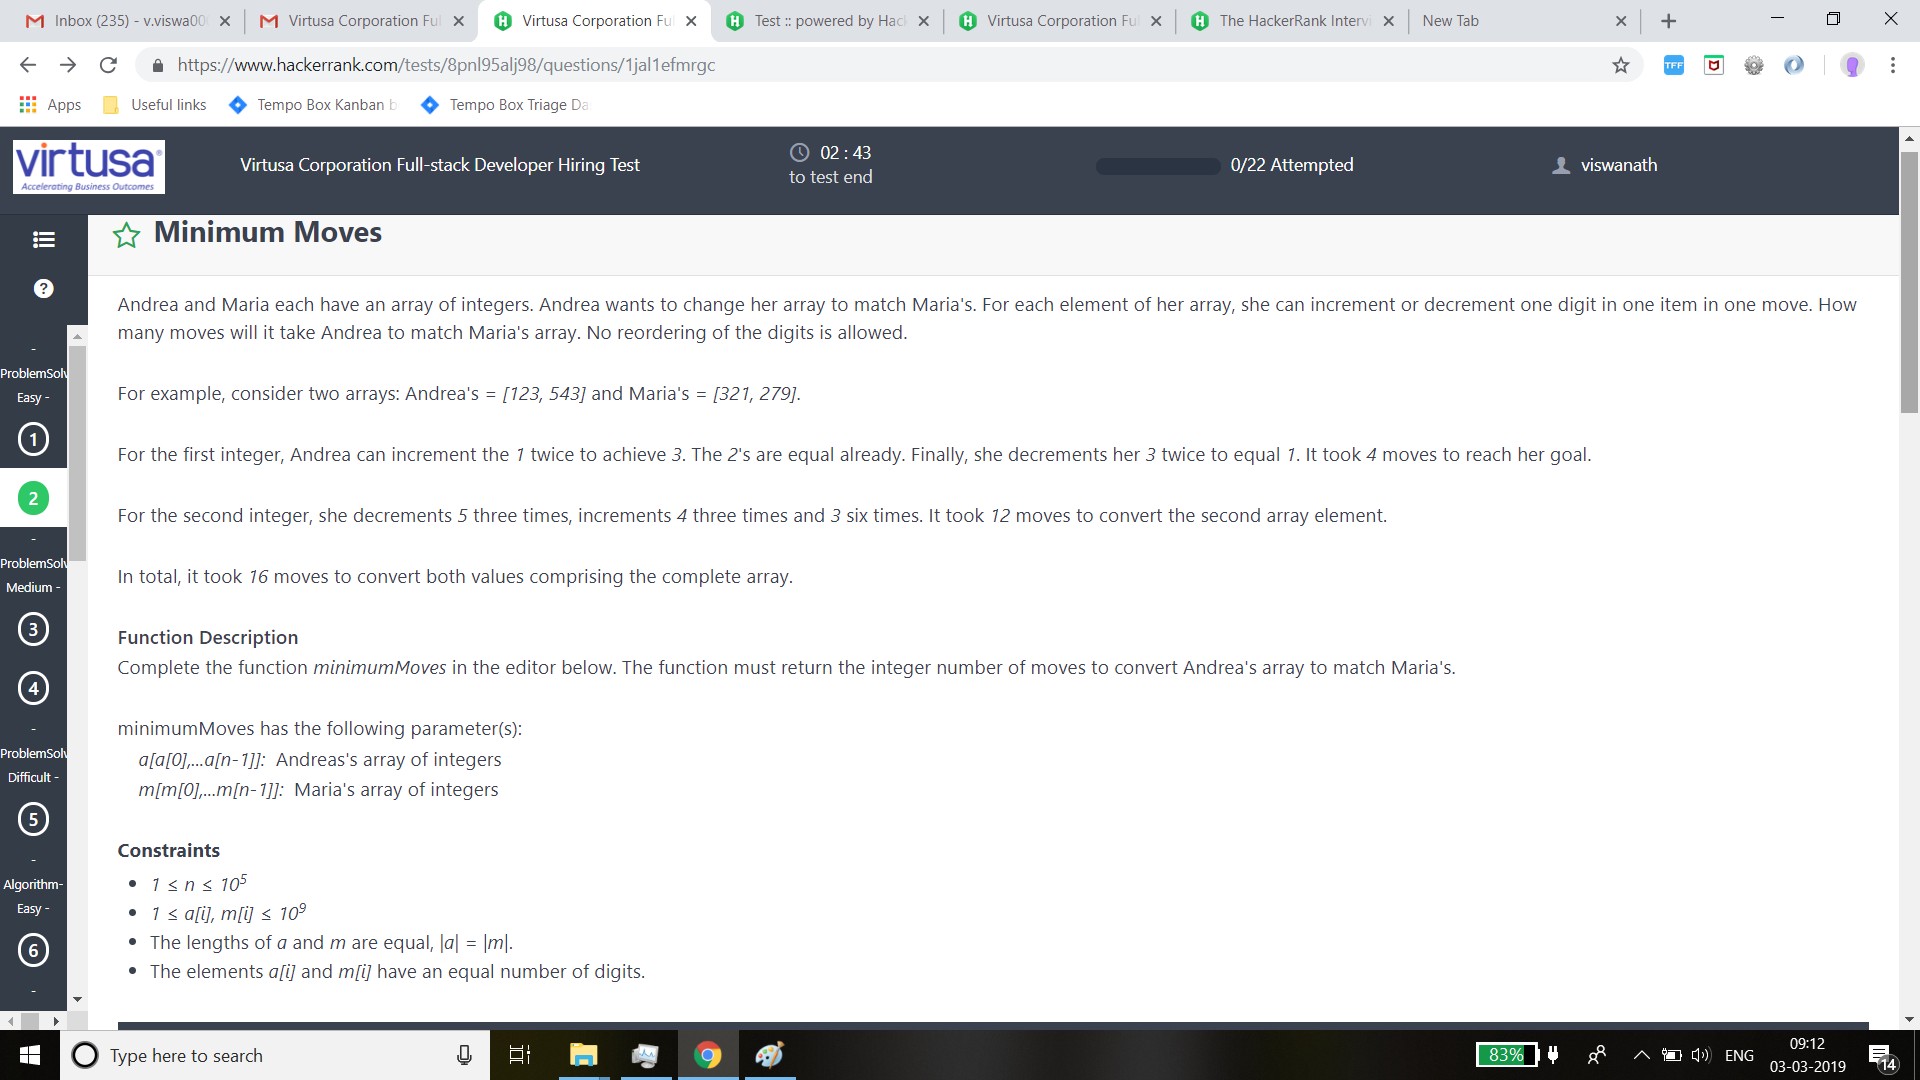 Inbox (235) - v.viswa00
Virtusa Corporation Ful
Virtusa Corporation Ful
Test :: powered by Hack
Virtusa Corporation Ful
The HackerRank Intervi
New Tab
https://www.hackerrank.com/tests/8pnl95alj98/questions/1jal1efmrgc
TFF
Apps
Useful links
Tempo Box Kanban b
Tempo Box Triage Da
virtusa
Accelerating Business Outcomes
Virtusa Corporation Full-stack Developer Hiring Test
02 : 43
to test end
0/22 Attempted
viswanath
Minimum Moves
Andrea and Maria each have an array of integers. Andrea wants to change her array to match Maria's. For each element of her array, she can increment or decrement one digit in one item in one move. How
many moves will it take Andrea to match Maria's array. No reordering of the digits is allowed.
For example, consider two arrays: Andrea's = [123, 543] and Maria's = [321, 279].
For the first integer, Andrea can increment the 1 twice to achieve 3. The 2's are equal already. Finally, she decrements her 3 twice to equal 1. It took 4 moves to reach her goal.
For the second integer, she decrements 5 three times, increments 4 three times and 3 six times. It took 12 moves to convert the second array element.
In total, it took 16 moves to convert both values comprising the complete array.
Function Description
Complete the function minimumMoves in the editor below. The function must return the integer number of moves to convert Andrea's array to match Maria's.
minimumMoves has the following parameter(s):
a[a[0],...a[n-1]]: Andreas's array of integers
m[m[0],...m[n-1]]: Maria's array of integers
Constraints
• 1 ≤ n ≤ 10⁵
• 1 ≤ a[i], m[i] ≤ 10⁹
• The lengths of a and m are equal, |a| = |m|.
• The elements a[i] and m[i] have an equal number of digits.
?
-
ProblemSolv
Easy -
1
2
-
ProblemSolv
Medium -
3
4
-
ProblemSolv
Difficult -
5
-
Algorithm-
Easy -
6
-
Type here to search
83%
ENG
09:12
03-03-2019
14